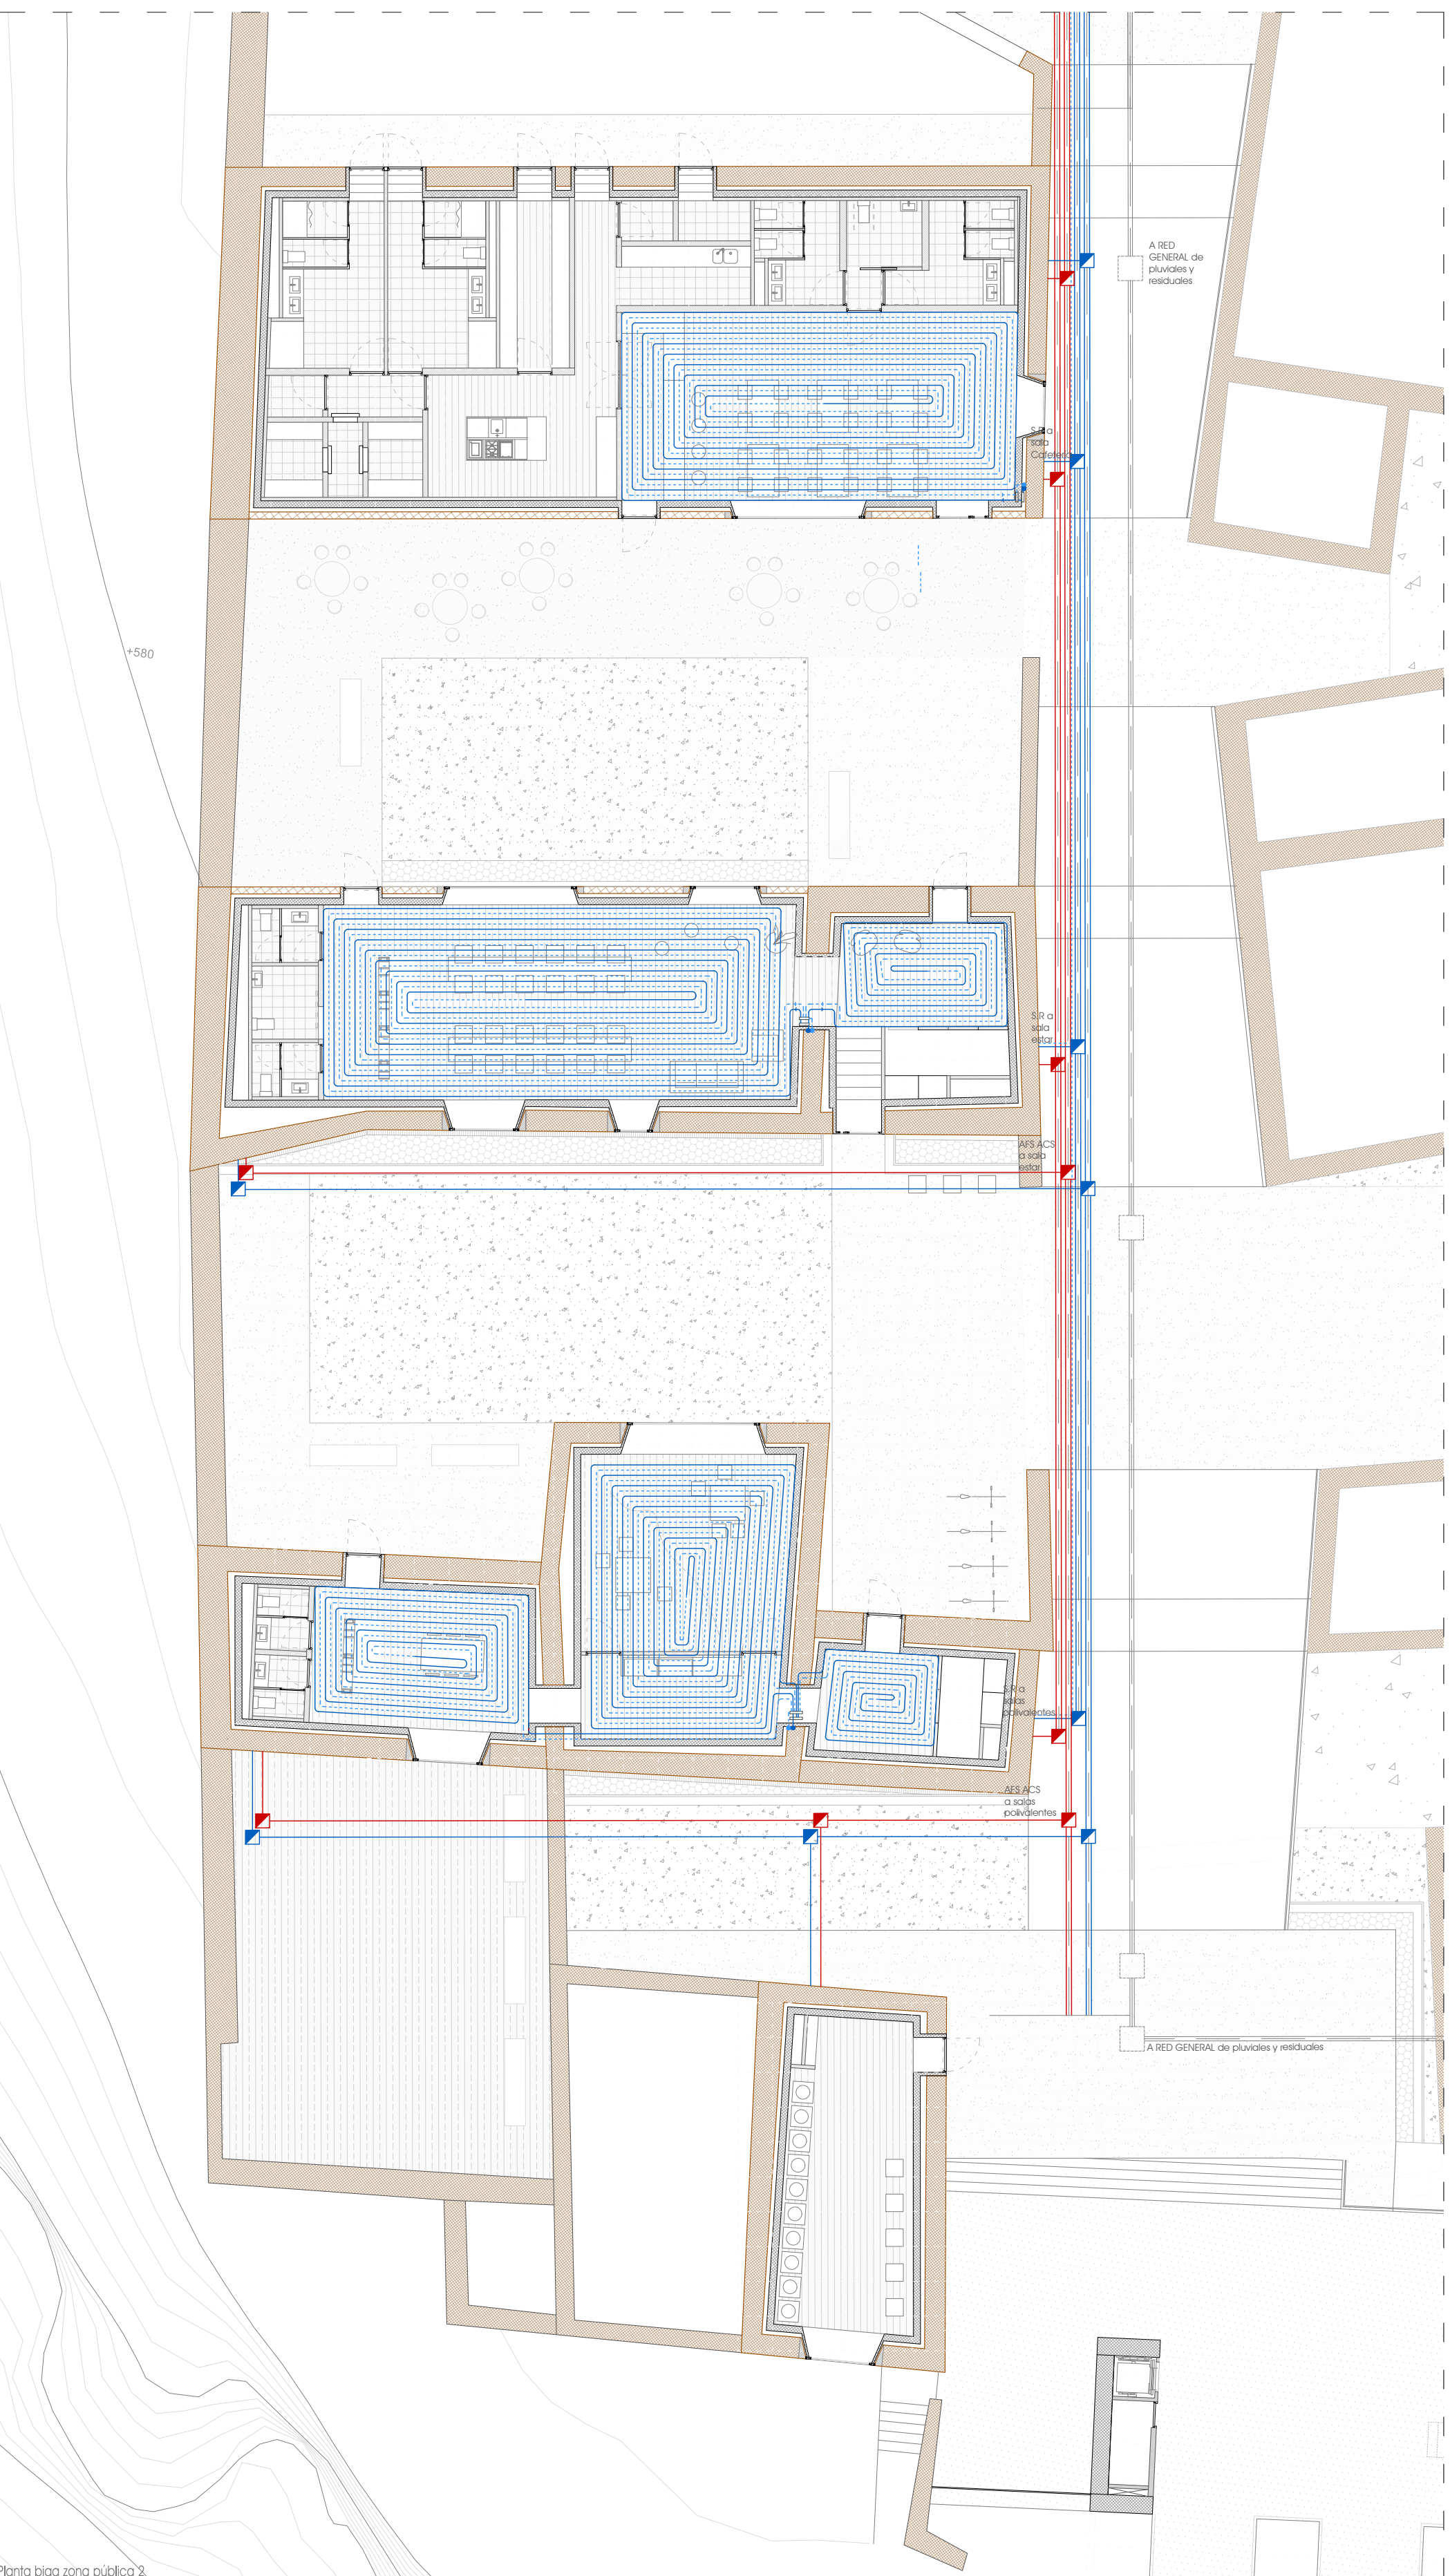 A RED
GENERAL de
pluviales y
residuales
S.R a
sala
Cafetería
+580
S.R a
sala
estar
AFS ACS
a sala
estar
S.R a
salas
polivalentes
AFS ACS
a salas
polivalentes
A RED GENERAL de pluviales y residuales
Planta bjaa zona pública 2